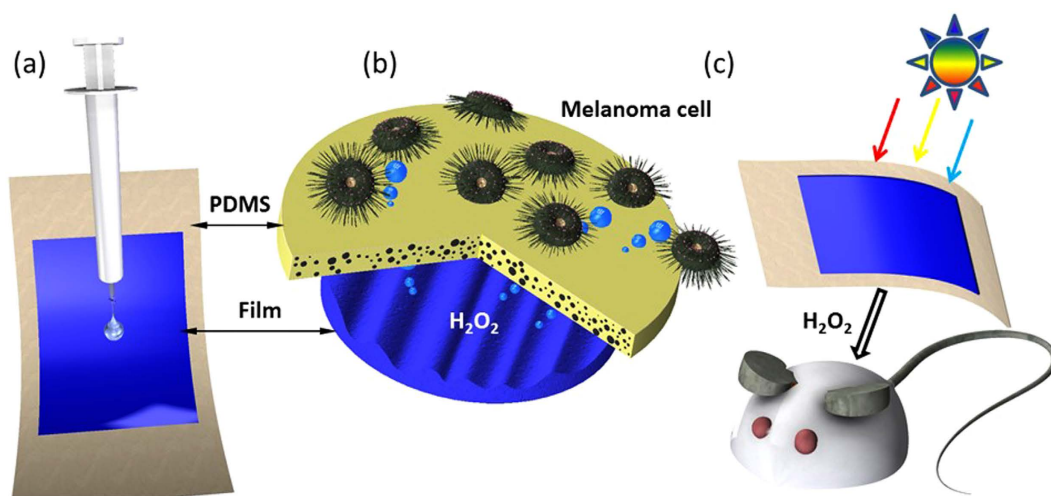 (a)
(b)
(c)
Melanoma cell
PDMS
Film
H₂O₂
H₂O₂